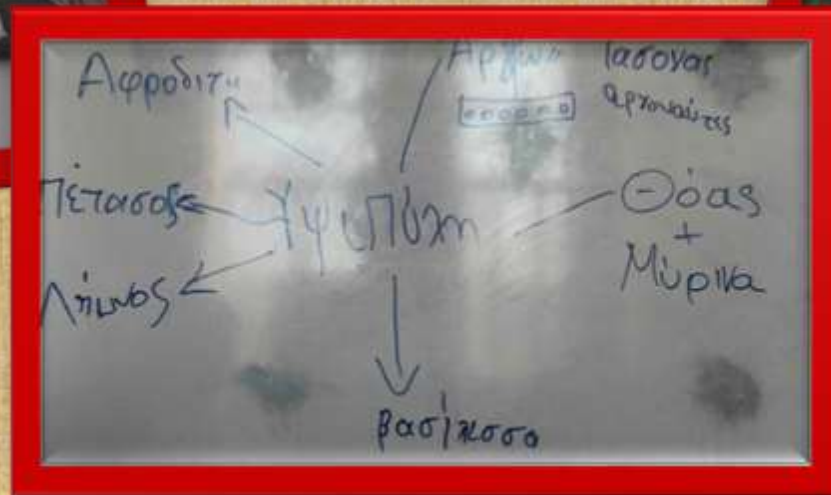 Αφροδίτη
Αργώ Ιάσονας
αργοναύτες
Πέτασος
ΥψιΠύλη
Θόας
+
Μύρινα
Λήμνος
βασίλισσα